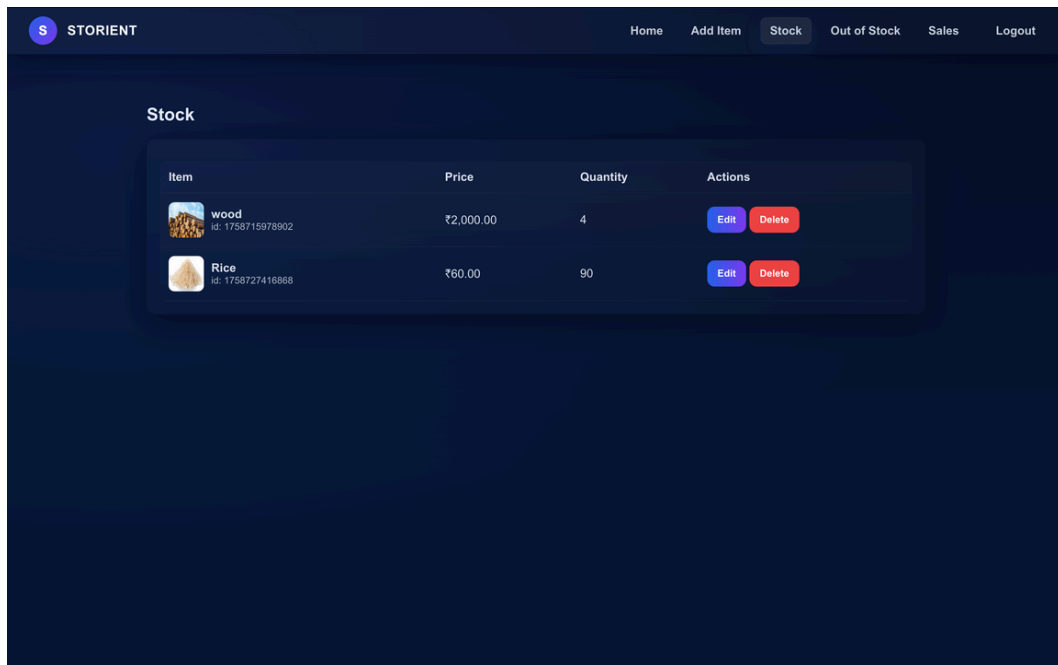 S STORIENT Home Add Item Stock Out of Stock Sales Logout
Stock
Item Price Quantity Actions
wood
id: 1758715978902
₹2,000.00 4 Edit Delete
Rice
id: 1758727416868
₹60.00 90 Edit Delete